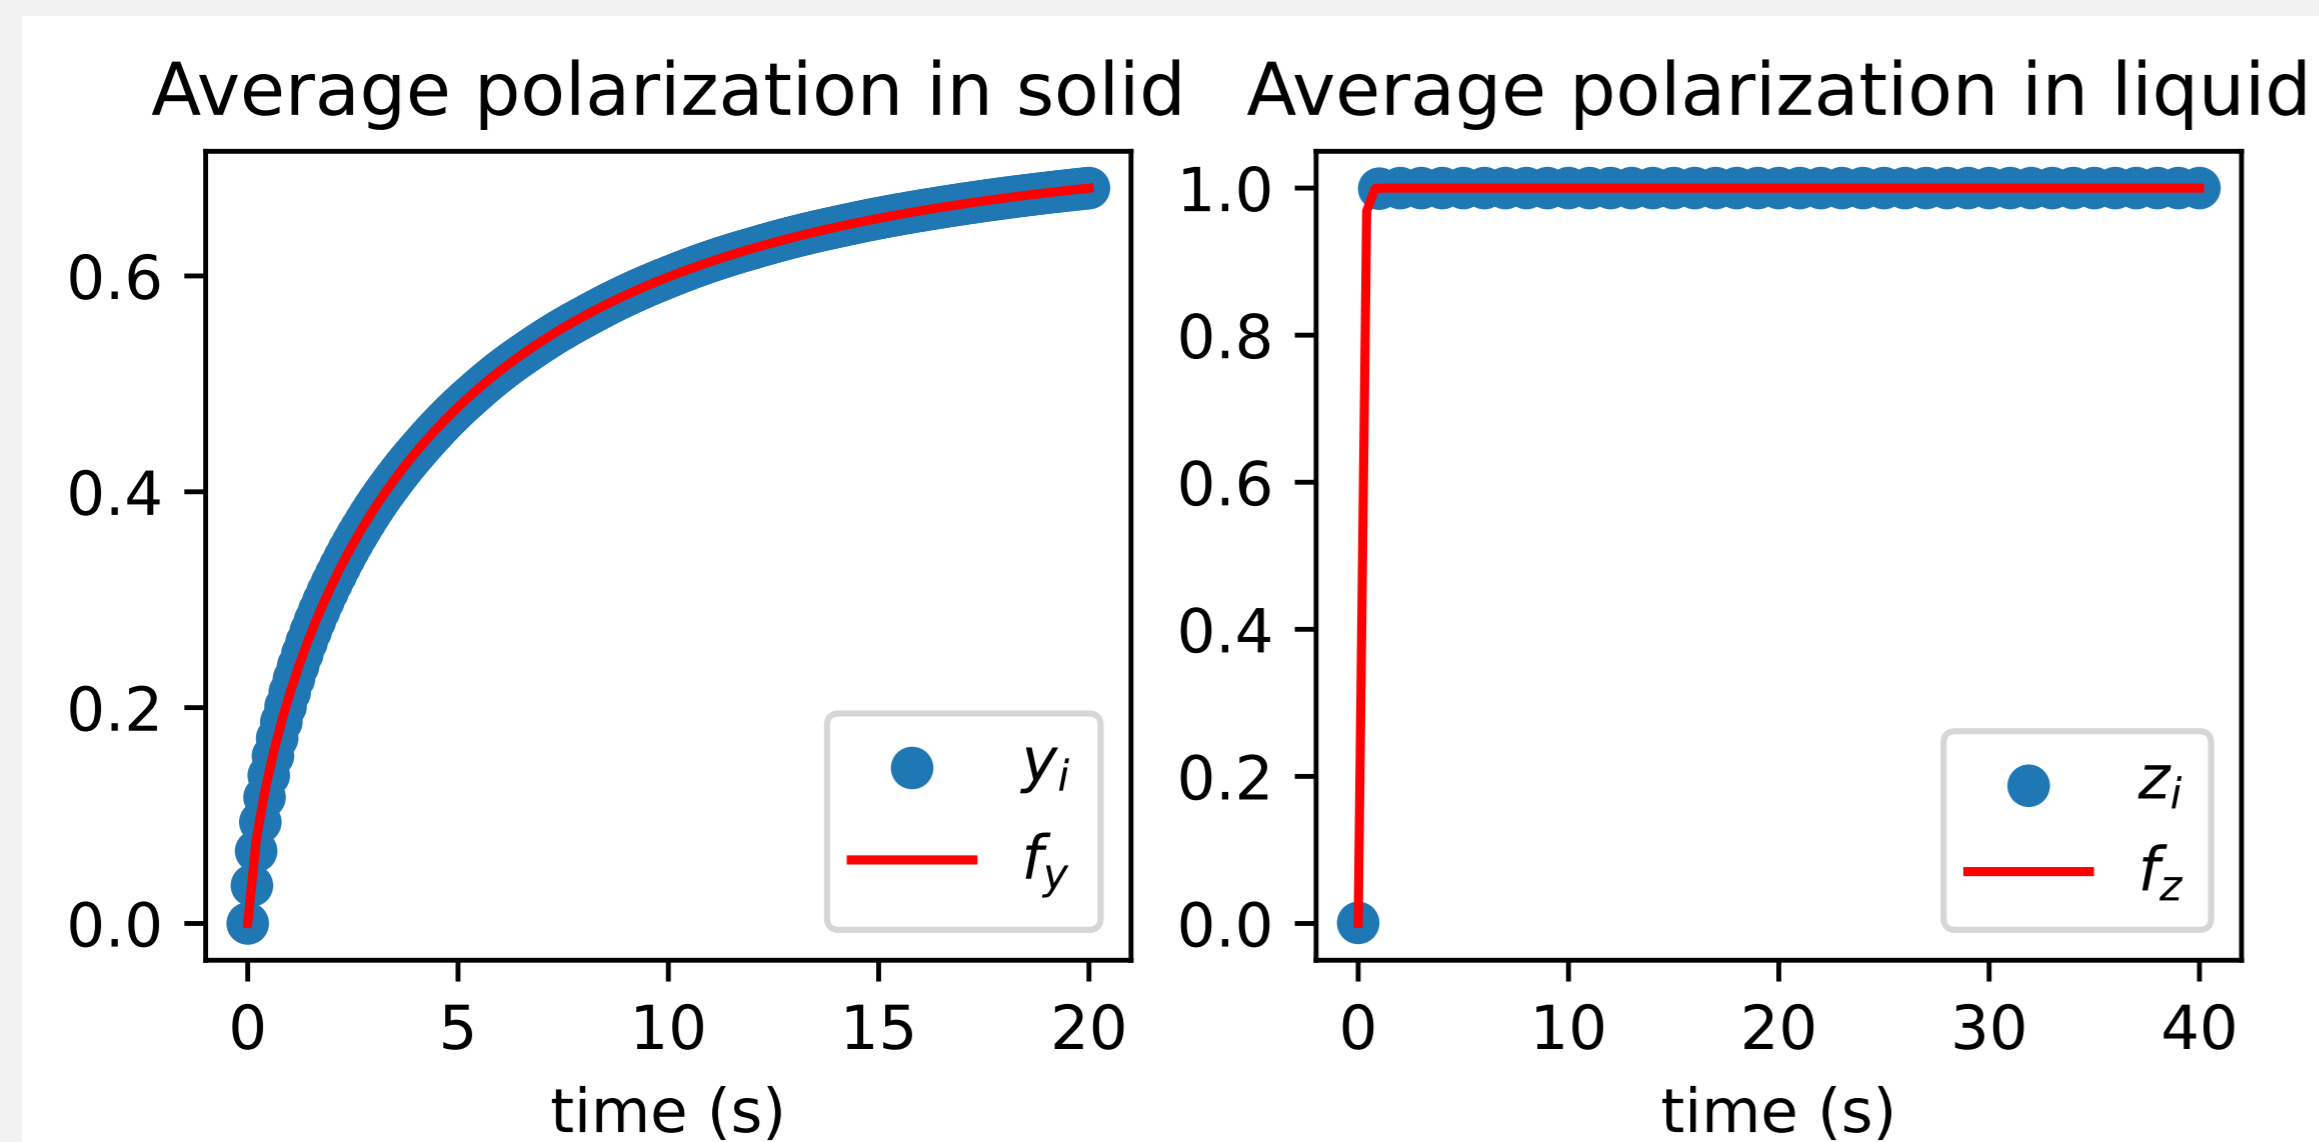 Average polarization in solid
0.6
0.4
0.2
0.0
0 5 10 15 20
time (s)
y_i
f_y
Average polarization in liquid
1.0
0.8
0.6
0.4
0.2
0.0
0 10 20 30 40
time (s)
z_i
f_z